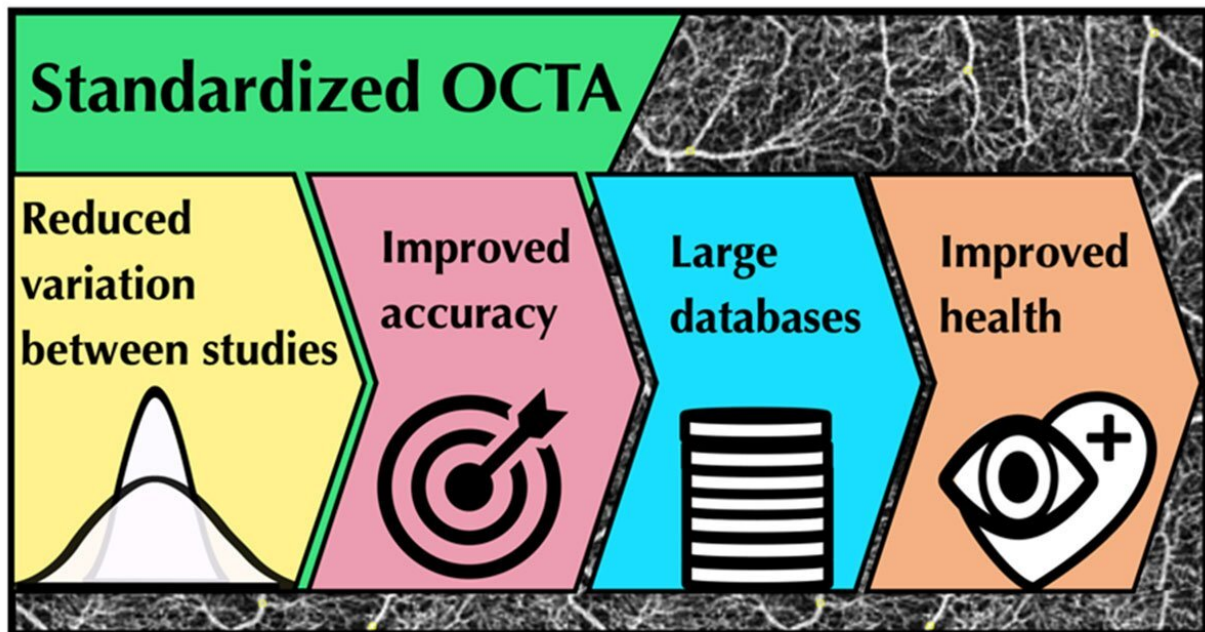 Standardized OCTA
Reduced
variation
between studies
Improved
accuracy
Large
databases
Improved
health